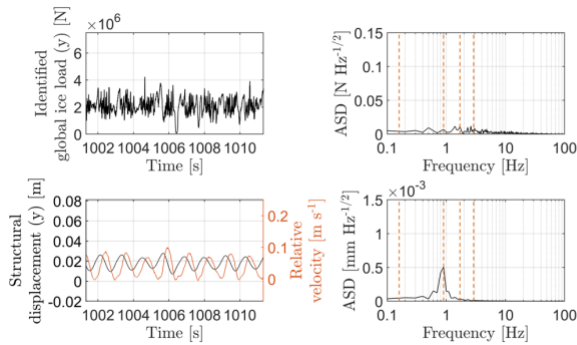 ×10⁶
6
4
2
0
Identified
global ice load (y) [N]
1002 1004 1006 1008 1010
Time [s]
0.15
0.1
0.05
0
ASD [N Hz⁻¹/²]
0.1 1 10 100
Frequency [Hz]
0.08
0.06
0.04
0.02
0
-0.02
Structural
displacement (y) [m]
0.2
0.1
0
Relative
velocity [m s⁻¹]
1002 1004 1006 1008 1010
Time [s]
×10⁻³
1.5
1
0.5
0
ASD [mm Hz⁻¹/²]
0.1 1 10 100
Frequency [Hz]